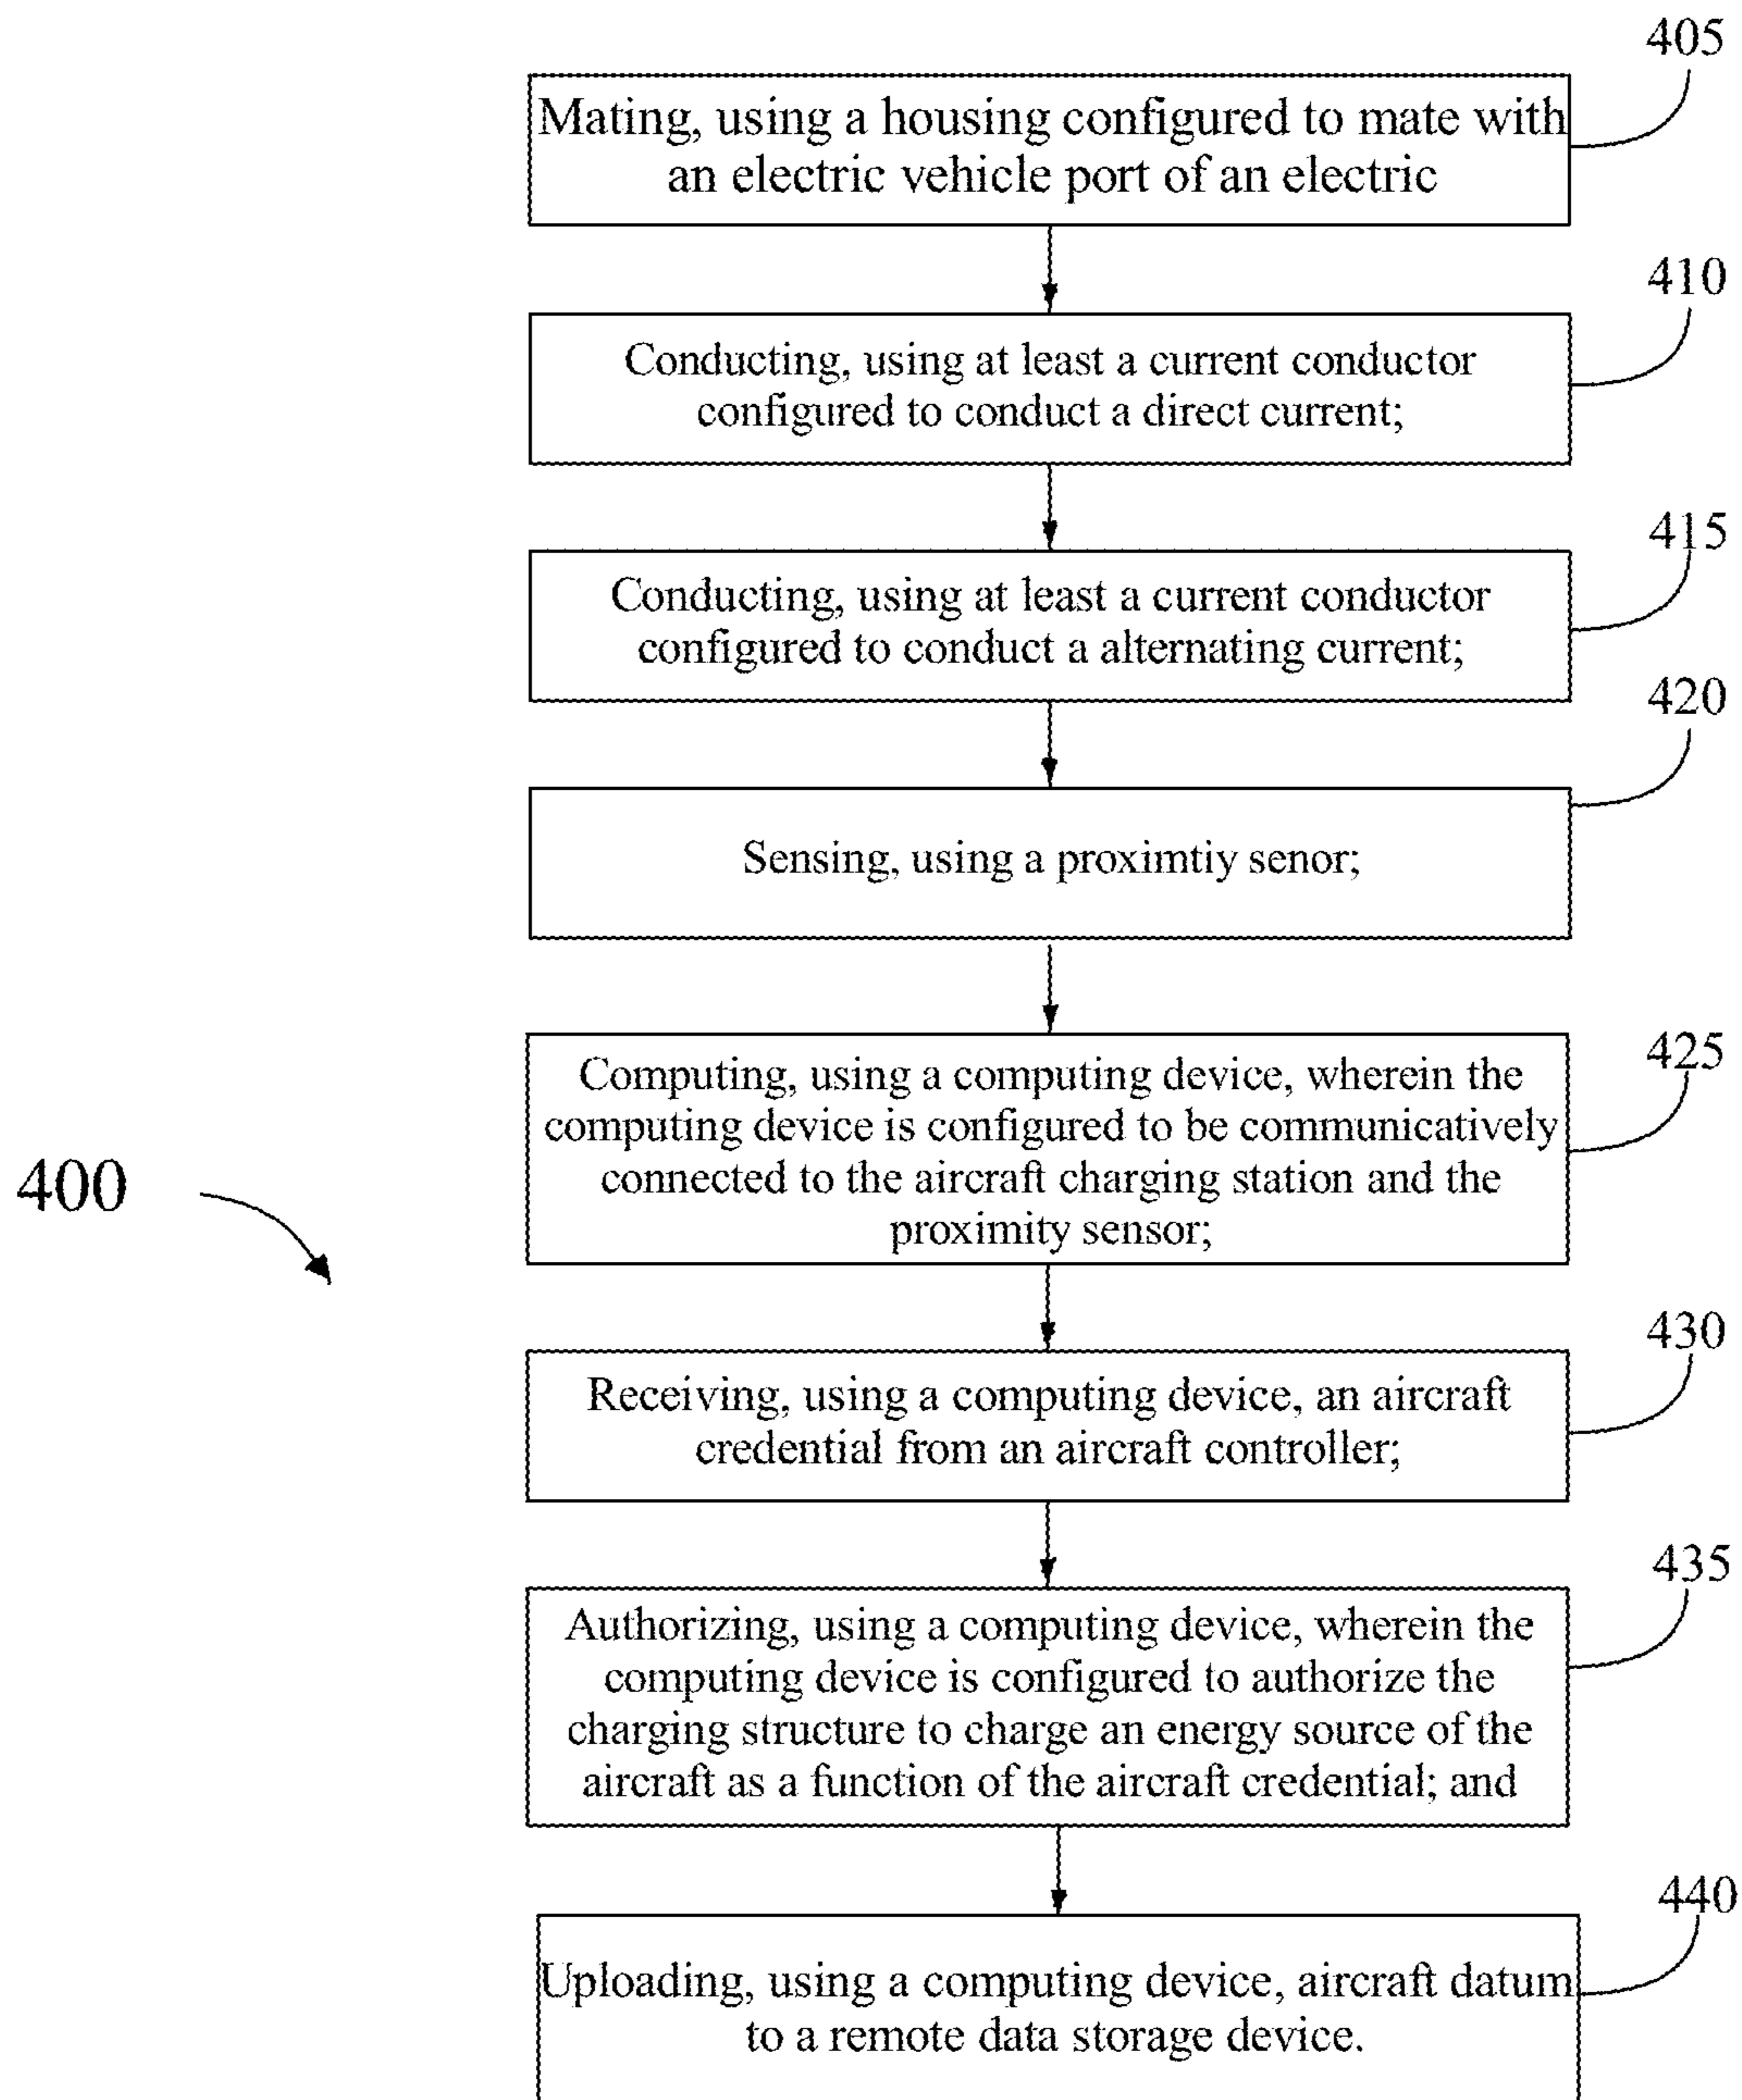 405
Mating, using a housing configured to mate with
an electric vehicle port of an electric
410
Conducting, using at least a current conductor
configured to conduct a direct current;
415
Conducting, using at least a current conductor
configured to conduct a alternating current;
420
Sensing, using a proximtiy senor;
425
Computing, using a computing device, wherein the
computing device is configured to be communicatively
connected to the aircraft charging station and the
proximity sensor;
400
430
Receiving, using a computing device, an aircraft
credential from an aircraft controller;
435
Authorizing, using a computing device, wherein the
computing device is configured to authorize the
charging structure to charge an energy source of the
aircraft as a function of the aircraft credential; and
440
Uploading, using a computing device, aircraft datum
to a remote data storage device.